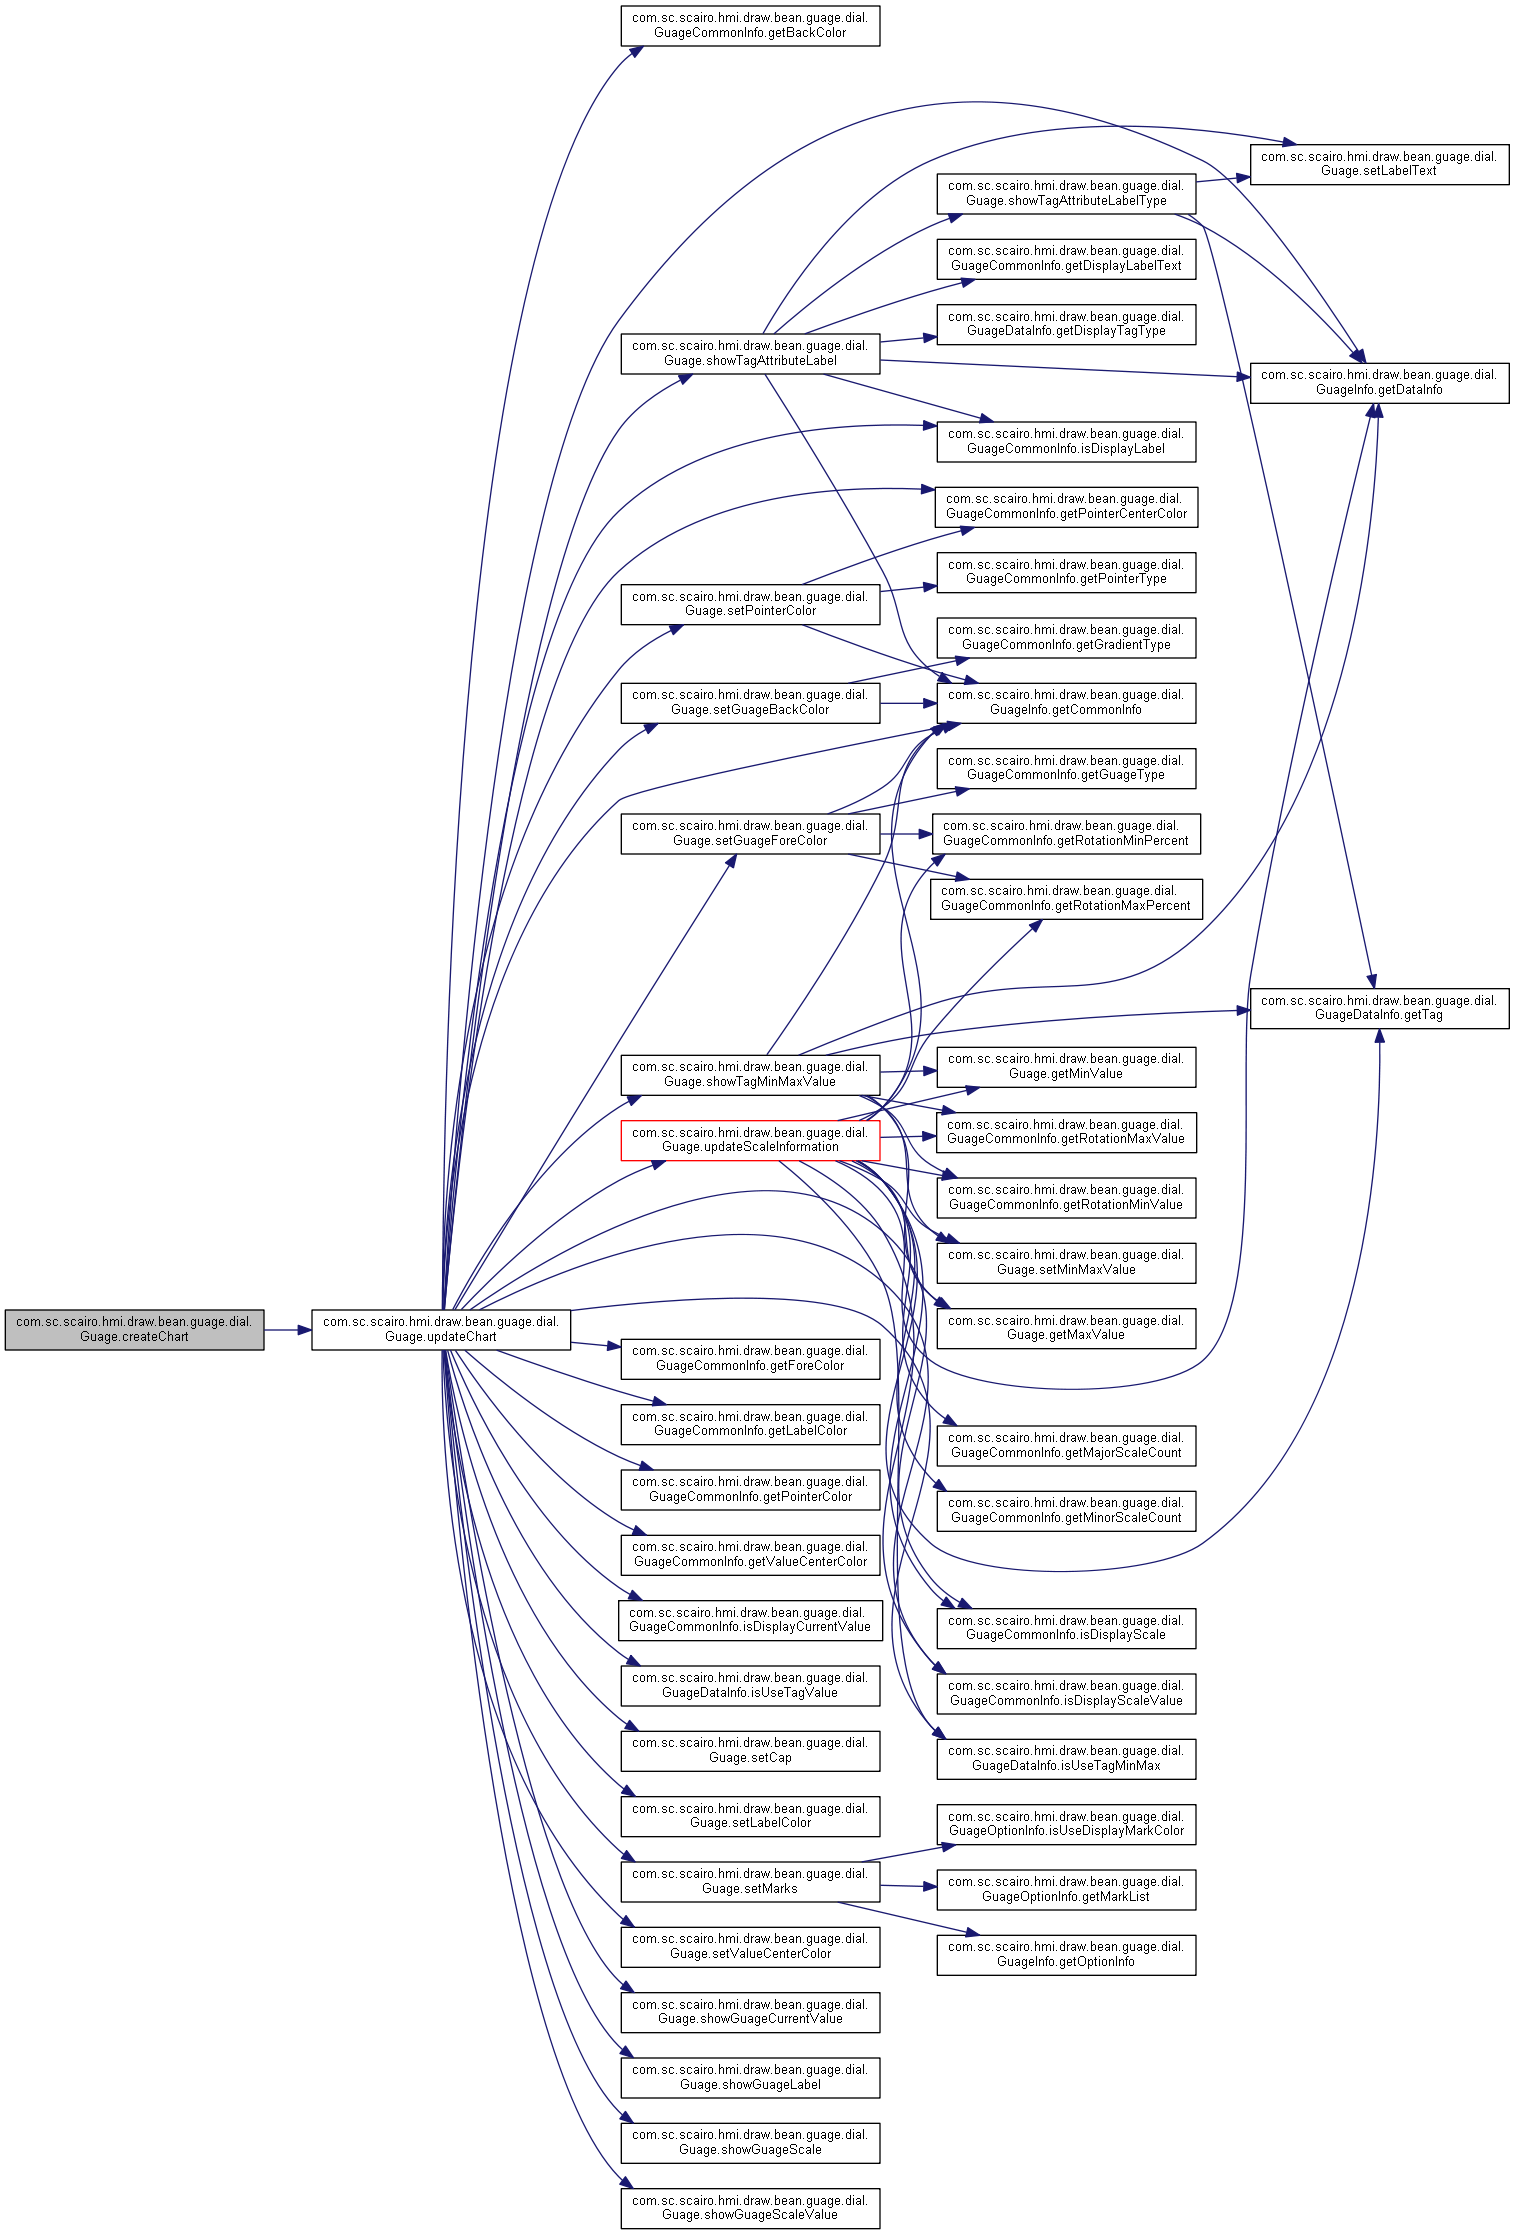 com.sc.scairo.hmi.draw.bean.guage.dial.
Guage.createChart
com.sc.scairo.hmi.draw.bean.guage.dial.
Guage.updateChart
com.sc.scairo.hmi.draw.bean.guage.dial.
GuageCommonInfo.getBackColor
com.sc.scairo.hmi.draw.bean.guage.dial.
Guage.showTagAttributeLabel
com.sc.scairo.hmi.draw.bean.guage.dial.
Guage.setPointerColor
com.sc.scairo.hmi.draw.bean.guage.dial.
Guage.setGuageBackColor
com.sc.scairo.hmi.draw.bean.guage.dial.
Guage.setGuageForeColor
com.sc.scairo.hmi.draw.bean.guage.dial.
Guage.showTagMinMaxValue
com.sc.scairo.hmi.draw.bean.guage.dial.
Guage.updateScaleInformation
com.sc.scairo.hmi.draw.bean.guage.dial.
GuageCommonInfo.getForeColor
com.sc.scairo.hmi.draw.bean.guage.dial.
GuageCommonInfo.getLabelColor
com.sc.scairo.hmi.draw.bean.guage.dial.
GuageCommonInfo.getPointerColor
com.sc.scairo.hmi.draw.bean.guage.dial.
GuageCommonInfo.getValueCenterColor
com.sc.scairo.hmi.draw.bean.guage.dial.
GuageCommonInfo.isDisplayCurrentValue
com.sc.scairo.hmi.draw.bean.guage.dial.
GuageDataInfo.isUseTagValue
com.sc.scairo.hmi.draw.bean.guage.dial.
Guage.setCap
com.sc.scairo.hmi.draw.bean.guage.dial.
Guage.setLabelColor
com.sc.scairo.hmi.draw.bean.guage.dial.
Guage.setMarks
com.sc.scairo.hmi.draw.bean.guage.dial.
Guage.setValueCenterColor
com.sc.scairo.hmi.draw.bean.guage.dial.
Guage.showGuageCurrentValue
com.sc.scairo.hmi.draw.bean.guage.dial.
Guage.showGuageLabel
com.sc.scairo.hmi.draw.bean.guage.dial.
Guage.showGuageScale
com.sc.scairo.hmi.draw.bean.guage.dial.
Guage.showGuageScaleValue
com.sc.scairo.hmi.draw.bean.guage.dial.
Guage.showTagAttributeLabelType
com.sc.scairo.hmi.draw.bean.guage.dial.
GuageCommonInfo.getDisplayLabelText
com.sc.scairo.hmi.draw.bean.guage.dial.
GuageDataInfo.getDisplayTagType
com.sc.scairo.hmi.draw.bean.guage.dial.
GuageCommonInfo.isDisplayLabel
com.sc.scairo.hmi.draw.bean.guage.dial.
GuageCommonInfo.getPointerCenterColor
com.sc.scairo.hmi.draw.bean.guage.dial.
GuageCommonInfo.getPointerType
com.sc.scairo.hmi.draw.bean.guage.dial.
GuageCommonInfo.getGradientType
com.sc.scairo.hmi.draw.bean.guage.dial.
GuageInfo.getCommonInfo
com.sc.scairo.hmi.draw.bean.guage.dial.
GuageCommonInfo.getGuageType
com.sc.scairo.hmi.draw.bean.guage.dial.
GuageCommonInfo.getRotationMinPercent
com.sc.scairo.hmi.draw.bean.guage.dial.
GuageCommonInfo.getRotationMaxPercent
com.sc.scairo.hmi.draw.bean.guage.dial.
Guage.getMinValue
com.sc.scairo.hmi.draw.bean.guage.dial.
GuageCommonInfo.getRotationMaxValue
com.sc.scairo.hmi.draw.bean.guage.dial.
GuageCommonInfo.getRotationMinValue
com.sc.scairo.hmi.draw.bean.guage.dial.
Guage.setMinMaxValue
com.sc.scairo.hmi.draw.bean.guage.dial.
Guage.getMaxValue
com.sc.scairo.hmi.draw.bean.guage.dial.
GuageCommonInfo.getMajorScaleCount
com.sc.scairo.hmi.draw.bean.guage.dial.
GuageCommonInfo.getMinorScaleCount
com.sc.scairo.hmi.draw.bean.guage.dial.
GuageCommonInfo.isDisplayScale
com.sc.scairo.hmi.draw.bean.guage.dial.
GuageCommonInfo.isDisplayScaleValue
com.sc.scairo.hmi.draw.bean.guage.dial.
GuageDataInfo.isUseTagMinMax
com.sc.scairo.hmi.draw.bean.guage.dial.
GuageOptionInfo.isUseDisplayMarkColor
com.sc.scairo.hmi.draw.bean.guage.dial.
GuageOptionInfo.getMarkList
com.sc.scairo.hmi.draw.bean.guage.dial.
GuageInfo.getOptionInfo
com.sc.scairo.hmi.draw.bean.guage.dial.
Guage.setLabelText
com.sc.scairo.hmi.draw.bean.guage.dial.
GuageInfo.getDataInfo
com.sc.scairo.hmi.draw.bean.guage.dial.
GuageDataInfo.getTag